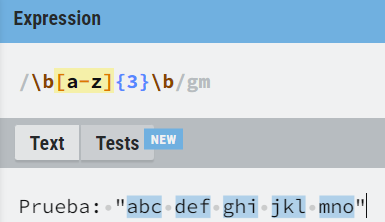 Expression
/\b[a-z]{3}\b/gm
Text Tests NEW
Prueba: "abc def ghi jkl mno"